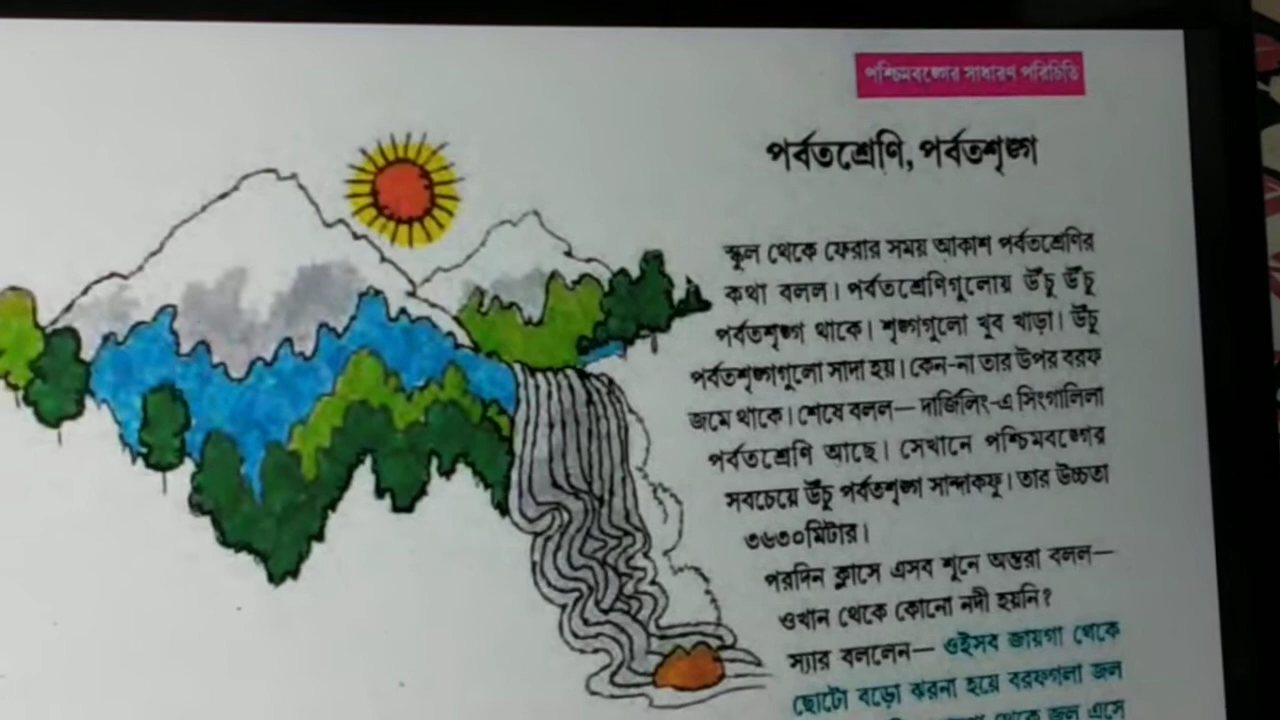 পশ্চিমবঙ্গের সাধারণ পরিচিতি
পর্বতশ্রেণি, পর্বতশৃঙ্গ
স্কুল থেকে ফেরার সময় আকাশ পর্বতশ্রেণির
কথা বলল। পর্বতশ্রেণিগুলোয় উঁচু উঁচু
পর্বতশৃঙ্গ থাকে। শৃঙ্গগুলো খুব খাড়া। উঁচু
পর্বতশৃঙ্গগুলো সাদা হয়। কেন-না তার উপর বরফ
জমে থাকে। শেষে বলল— দার্জিলিং-এ সিংগালিলা
পর্বতশ্রেণি আছে। সেখানে পশ্চিমবঙ্গের
সবচেয়ে উঁচু পর্বতশৃঙ্গ সান্দাকফু। তার উচ্চতা
৩৬৩০মিটার।
পরদিন ক্লাসে এসব শুনে অন্তরা বলল—
ওখান থেকে কোনো নদী হয়নি?
স্যার বললেন— ওইসব জায়গা থেকে
ছোটো বড়ো ঝরনা হয়ে বরফগলা জল
থেকে জল এসে